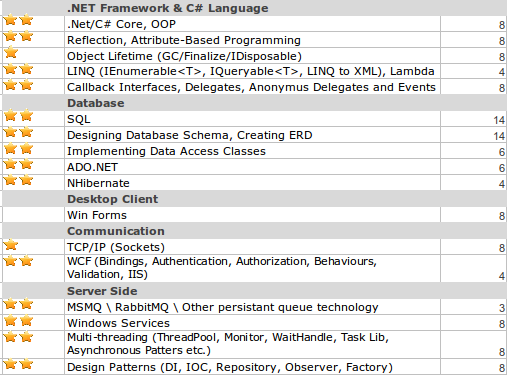 .NET Framework & C# Language
.Net/C# Core, OOP 8
Reflection, Attribute-Based Programming 8
Object Lifetime (GC/Finalize/IDisposable) 8
LINQ (IEnumerable<T>, IQueryable<T>, LINQ to XML), Lambda 4
Callback Interfaces, Delegates, Anonymus Delegates and Events 8
Database
SQL 14
Designing Database Schema, Creating ERD 14
Implementing Data Access Classes 6
ADO.NET 6
NHibernate 4
Desktop Client
Win Forms 8
Communication
TCP/IP (Sockets) 8
WCF (Bindings, Authentication, Authorization, Behaviours,
Validation, IIS) 4
Server Side
MSMQ \ RabbitMQ \ Other persistant queue technology 3
Windows Services 8
Multi-threading (ThreadPool, Monitor, WaitHandle, Task Lib,
Asynchronous Patters etc.) 8
Design Patterns (DI, IOC, Repository, Observer, Factory) 8